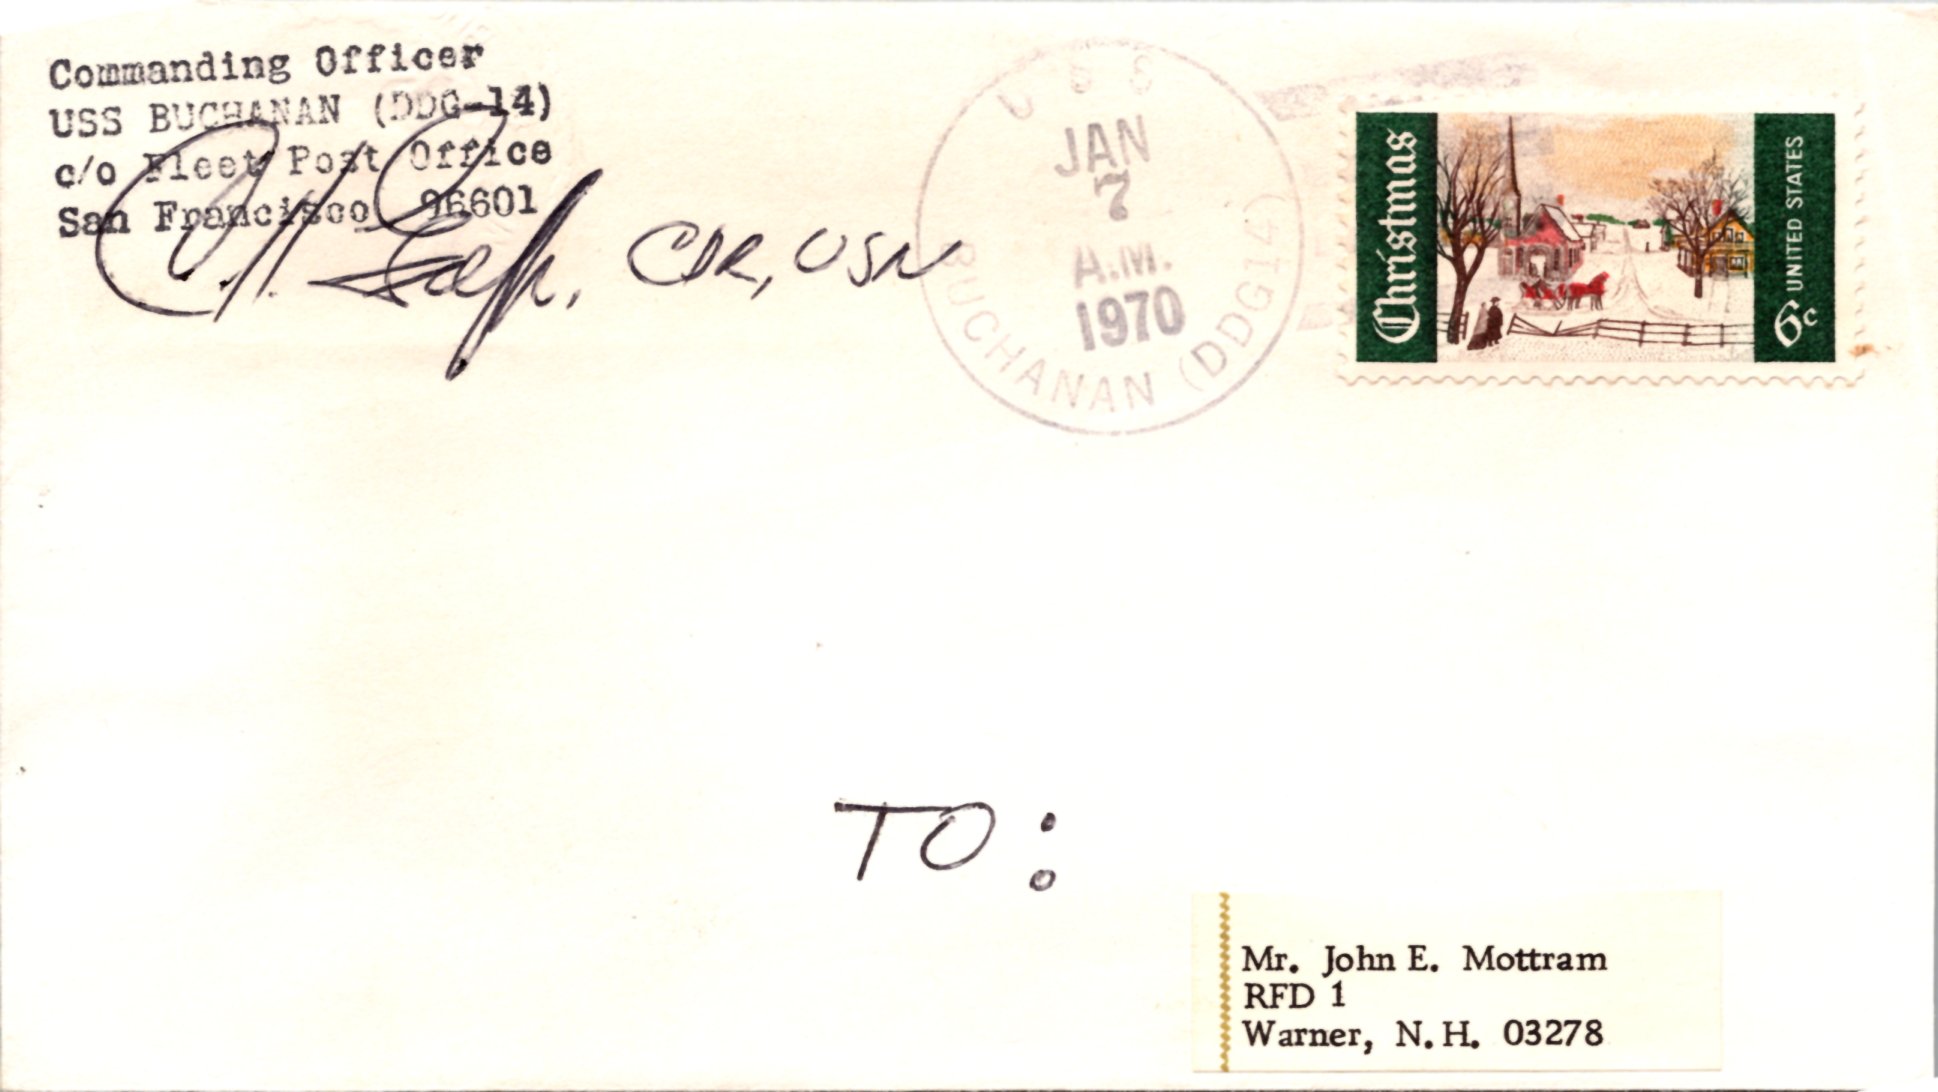 Commanding Officer
USS BUCHANAN (DDG-14)
c/o Fleet Post Office
San Francisco 96601
CDR, USN
USS
JAN
7
A.M.
1970
BUCHANAN (DDG14)
Christmas
6c UNITED STATES
TO:
Mr. John E. Mottram
RFD 1
Warner, N.H. 03278